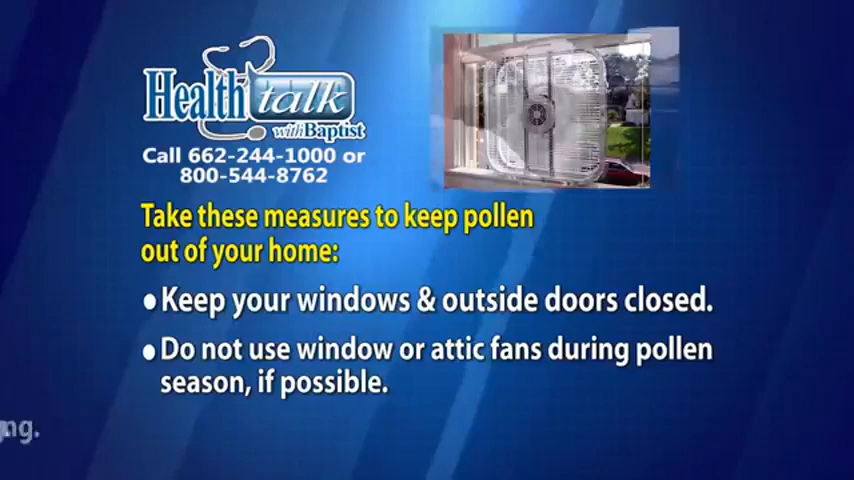 Health talk
with Baptist
Call 662-244-1000 or
800-544-8762
Take these measures to keep pollen
out of your home:
•Keep your windows & outside doors closed.
•Do not use window or attic fans during pollen
season, if possible.